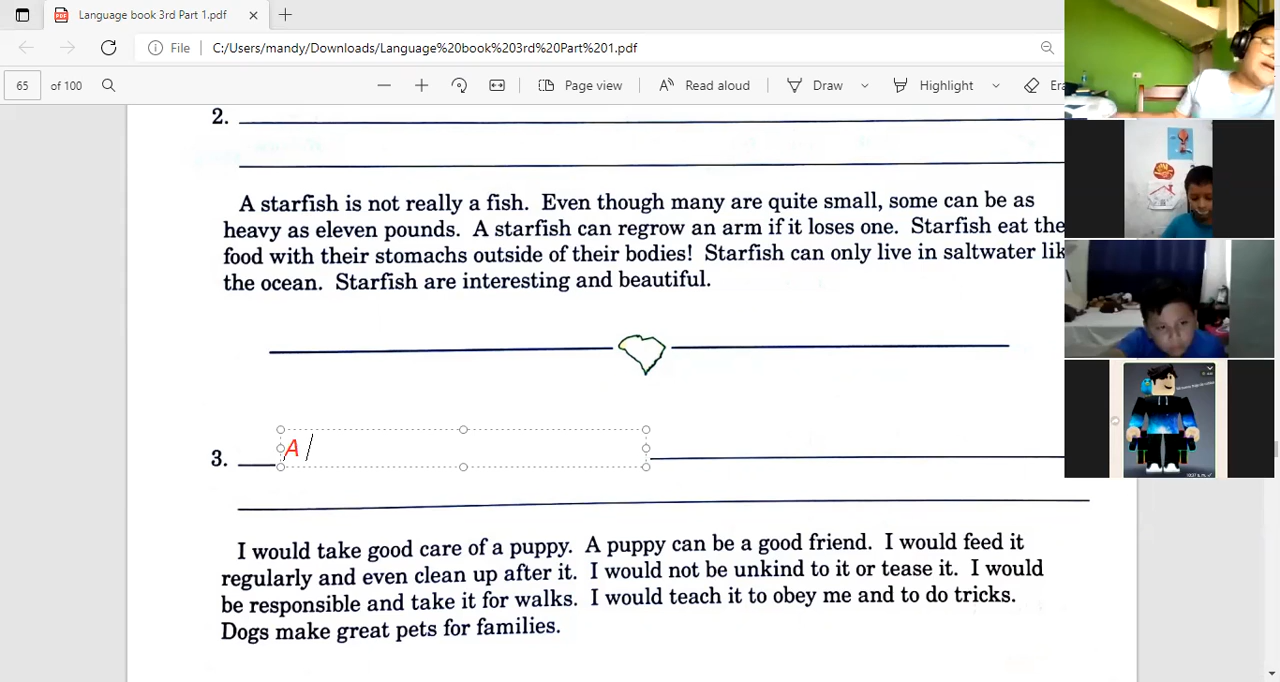 Language book 3rd Part 1.pdf
File C:/Users/mandy/Downloads/Language%20book%203rd%20Part%201.pdf
65 of 100 Page view Read aloud Draw Highlight Era
2.
A starfish is not really a fish. Even though many are quite small, some can be as
heavy as eleven pounds. A starfish can regrow an arm if it loses one. Starfish eat the
food with their stomachs outside of their bodies! Starfish can only live in saltwater lik
the ocean. Starfish are interesting and beautiful.
3. A
I would take good care of a puppy. A puppy can be a good friend. I would feed it
regularly and even clean up after it. I would not be unkind to it or tease it. I would
be responsible and take it for walks. I would teach it to obey me and to do tricks.
Dogs make great pets for families.